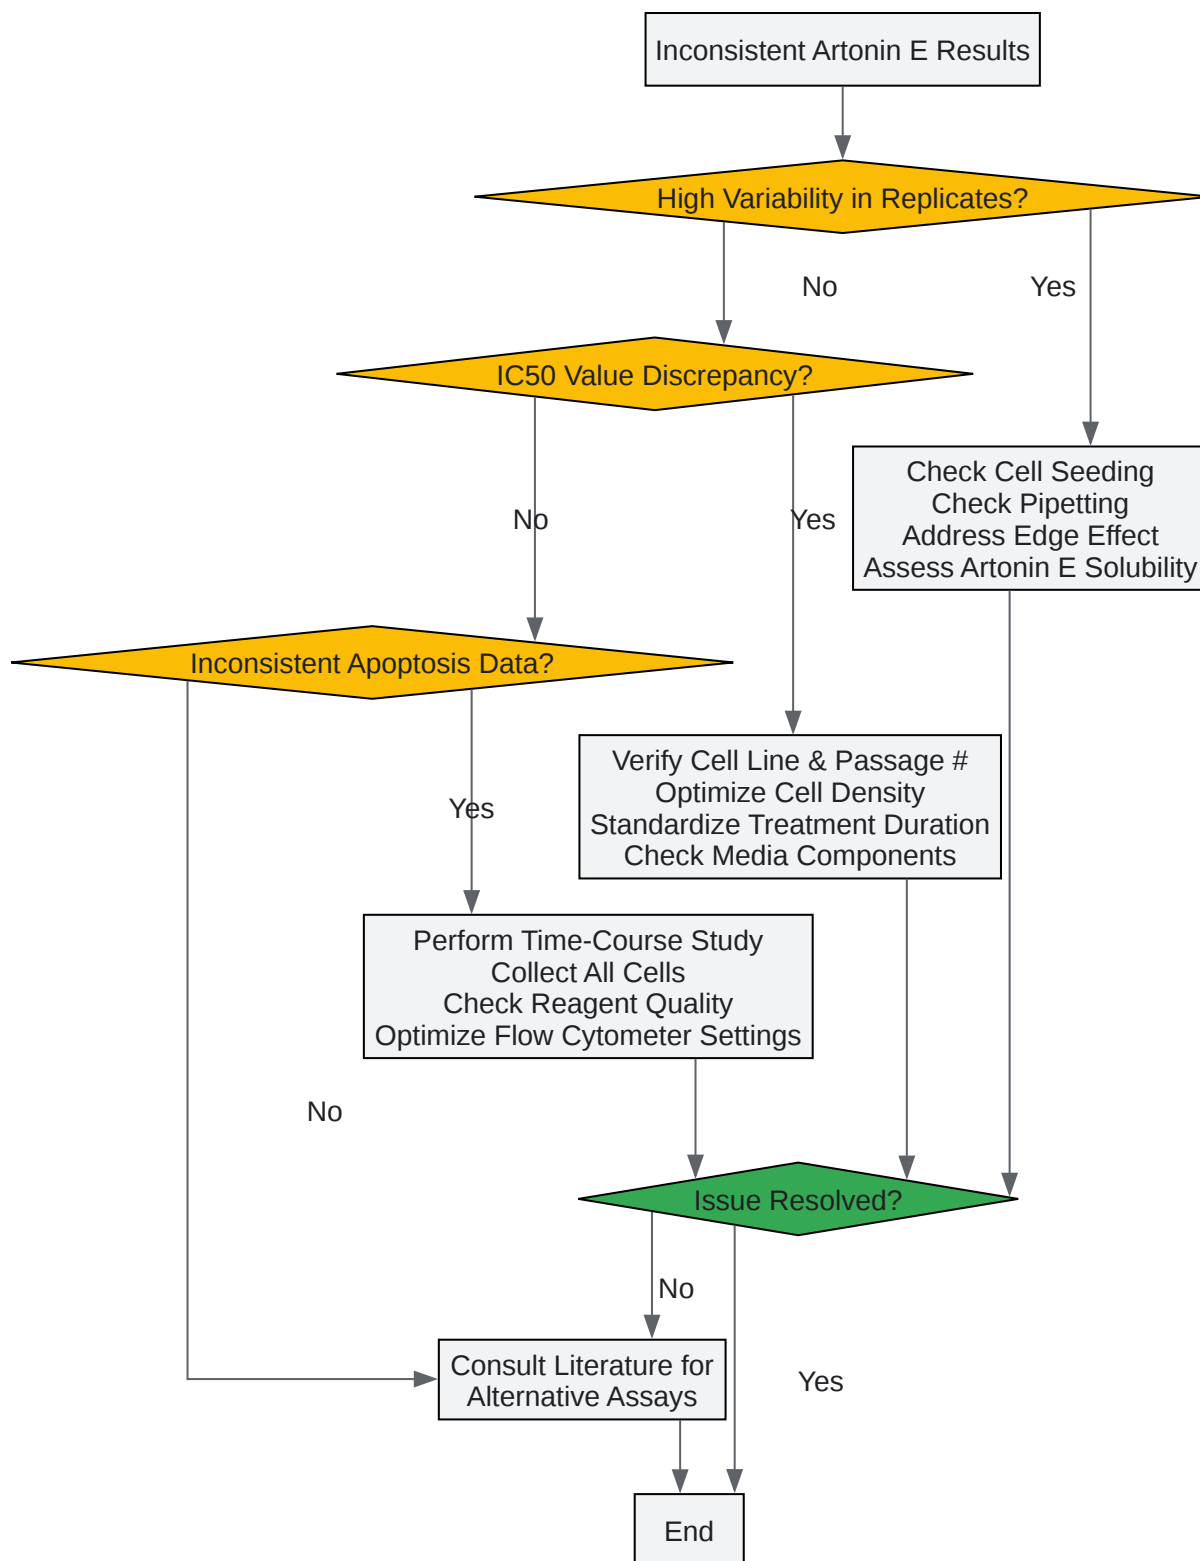 Inconsistent Artonin E Results
High Variability in Replicates?
No
Yes
IC50 Value Discrepancy?
Check Cell Seeding
Check Pipetting
Address Edge Effect
Assess Artonin E Solubility
No
Yes
Inconsistent Apoptosis Data?
Verify Cell Line & Passage #
Optimize Cell Density
Standardize Treatment Duration
Check Media Components
Yes
Perform Time-Course Study
Collect All Cells
Check Reagent Quality
Optimize Flow Cytometer Settings
No
Issue Resolved?
No
Consult Literature for
Alternative Assays
Yes
End